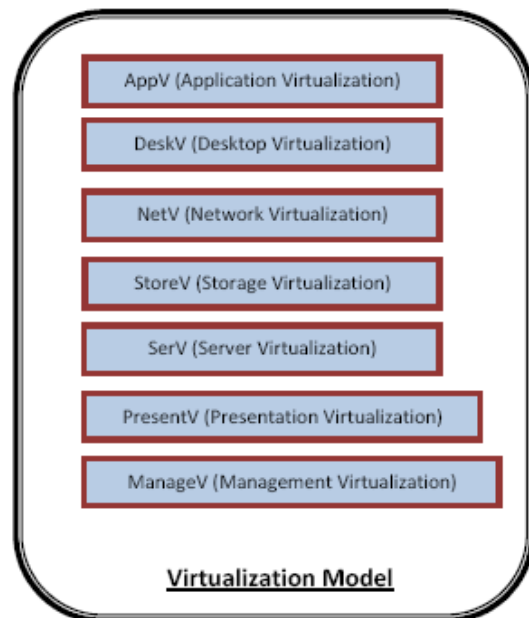 AppV (Application Virtualization)
DeskV (Desktop Virtualization)
NetV (Network Virtualization)
StoreV (Storage Virtualization)
SerV (Server Virtualization)
PresentV (Presentation Virtualization)
ManageV (Management Virtualization)
Virtualization Model